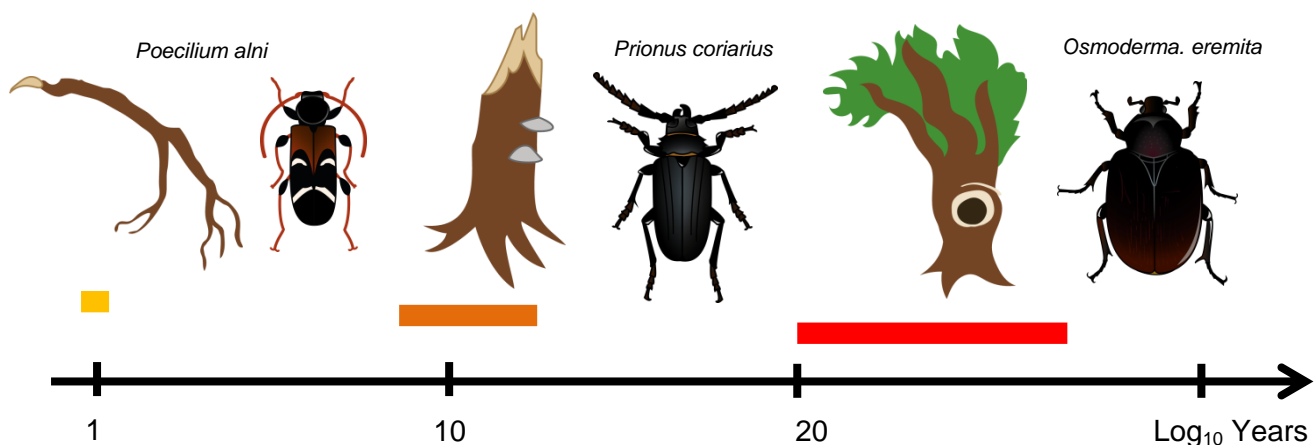 Poecilium alni
Prionus coriarius
Osmoderma. eremita
1
10
20
Log₁₀ Years